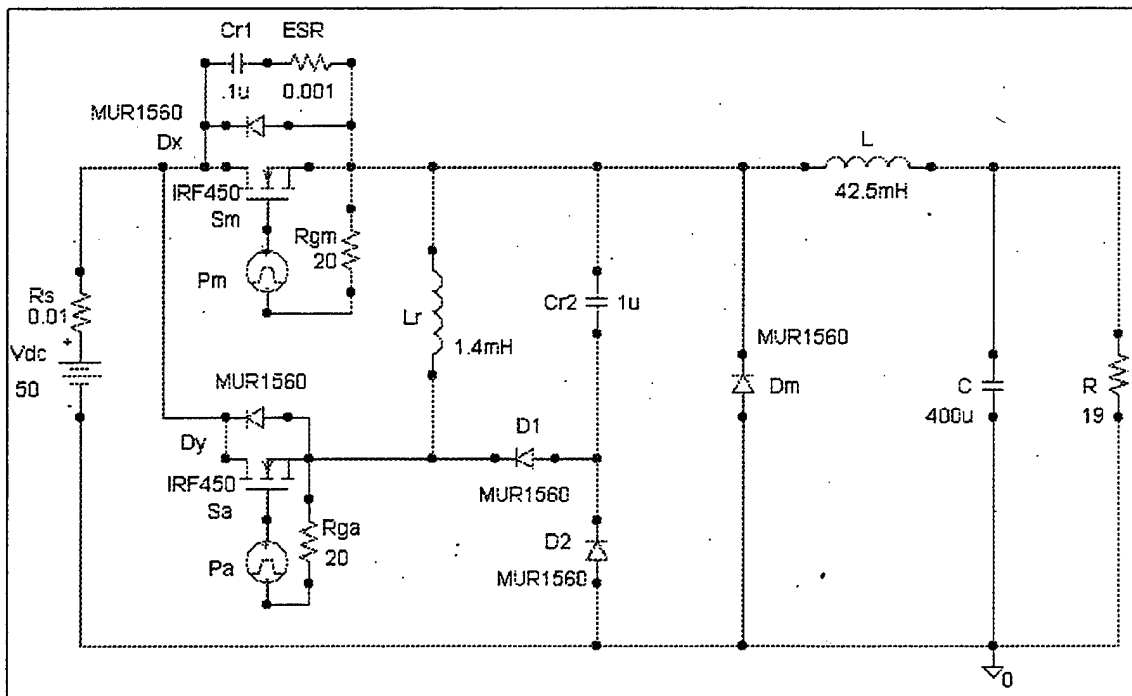 Cr1 ESR
.1u 0.001
MUR1560
Dx
IRF450
Sm
Rgm
20
Pm
L
42.5mH
Rs
0.01
+
Vdc
50
-
Lr
1.4mH
Cr2 1u
MUR1560
Dm
C
400u
R
19
MUR1560
Dy
IRF450
Sa
Rga
20
Pa
D1
MUR1560
D2
MUR1560
0